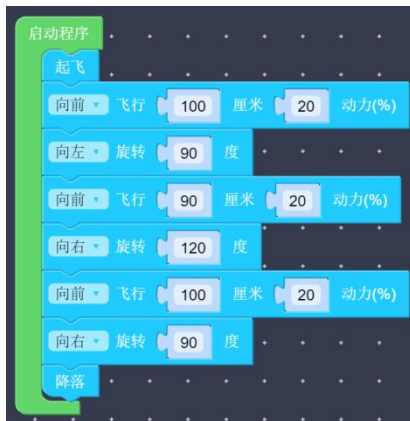 启动程序
起飞
向前 飞行 100 厘米 20 动力(%)
向左 旋转 90 度
向前 飞行 90 厘米 20 动力(%)
向右 旋转 120 度
向前 飞行 100 厘米 20 动力(%)
向右 旋转 90 度
降落